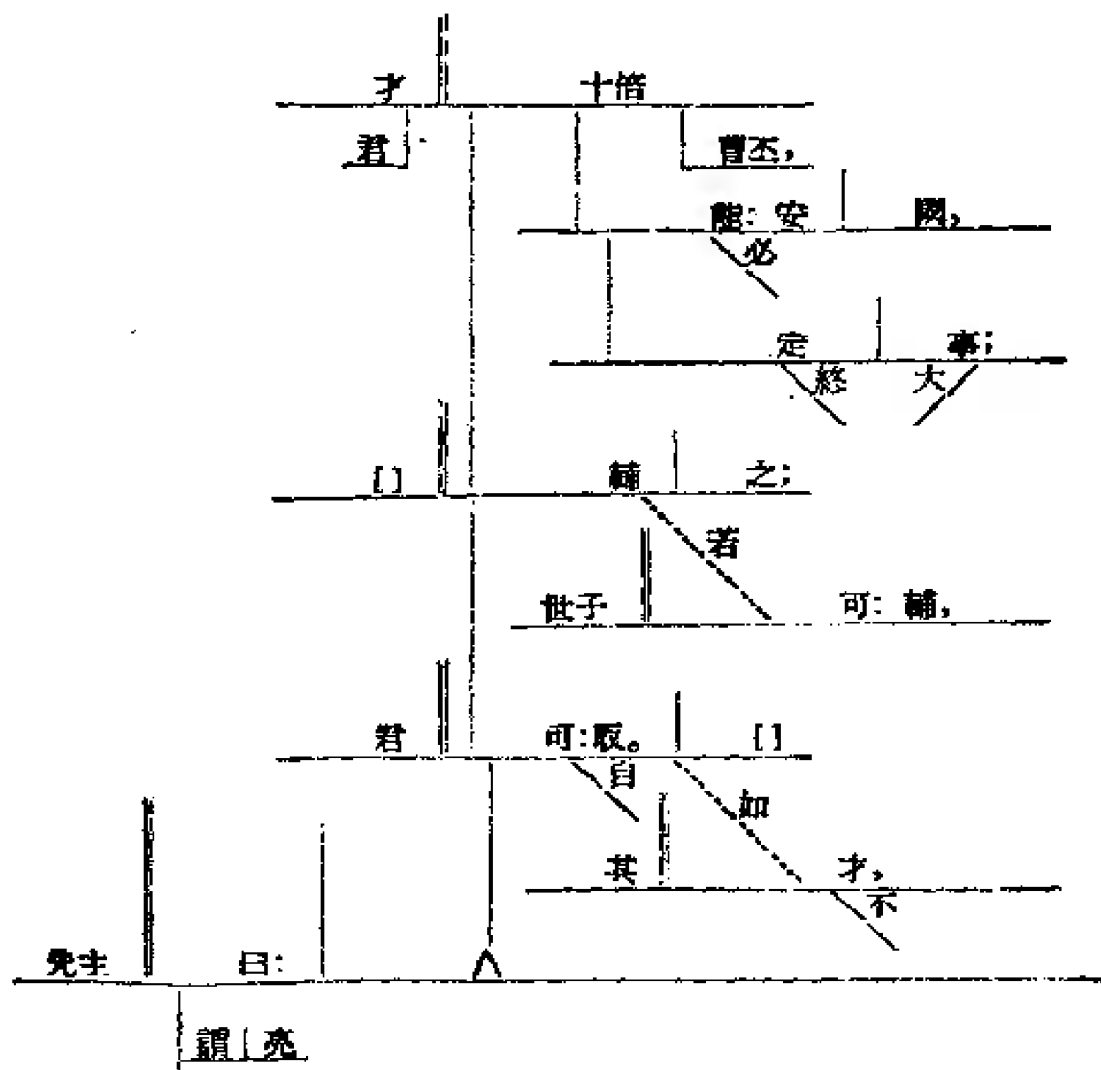 才 十倍
君 曹丕,
能: 安 國,
必
定 事;
終 大
[ ] 輔 之;
若
世子 可: 輔,
君 可:取。 [ ]
自
如
其 才,
不
先主 曰:
謂 亮